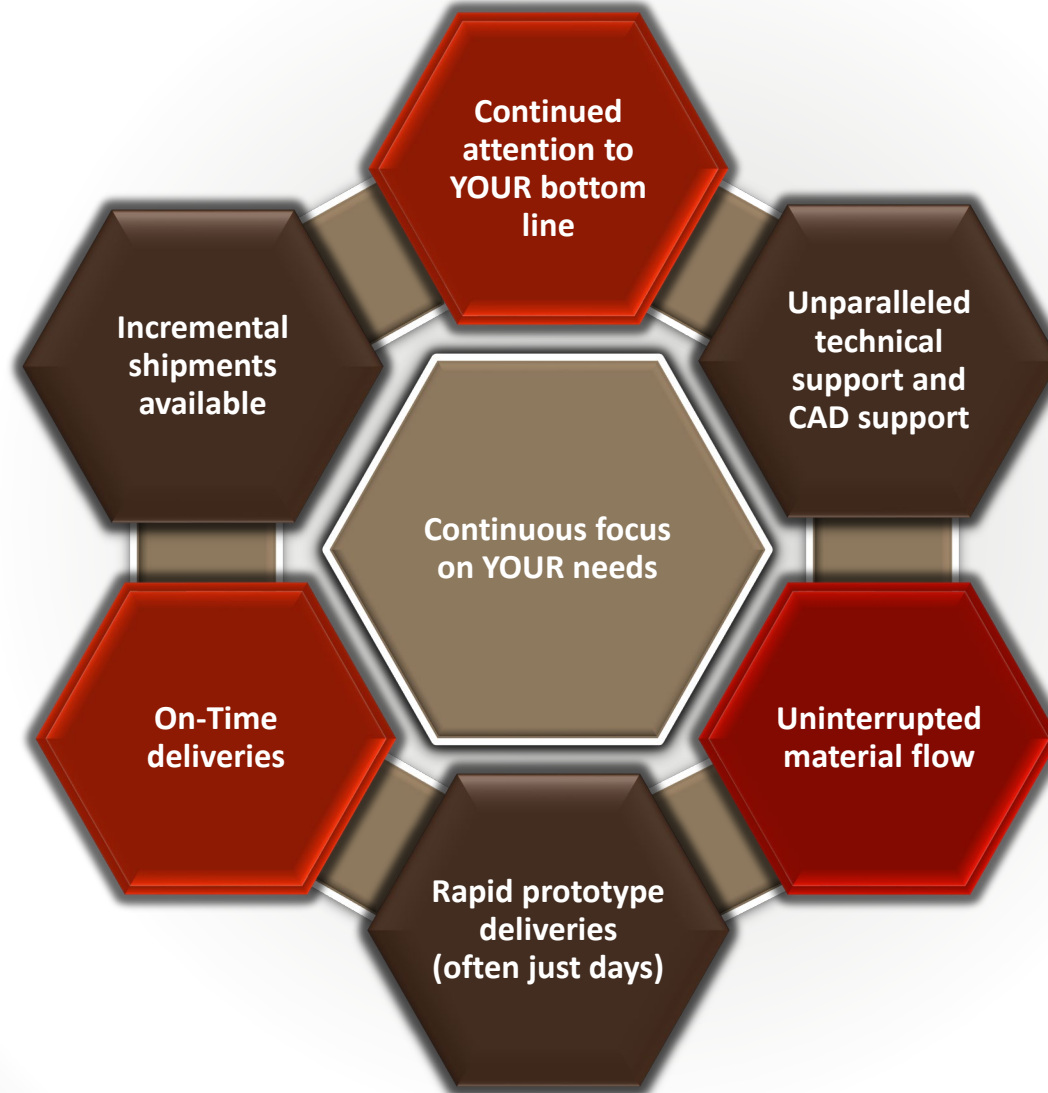 Continued
attention to
YOUR bottom
line
Unparalleled
technical
support and
CAD support
Uninterrupted
material flow
Rapid prototype
deliveries
(often just days)
On-Time
deliveries
Incremental
shipments
available
Continuous focus
on YOUR needs